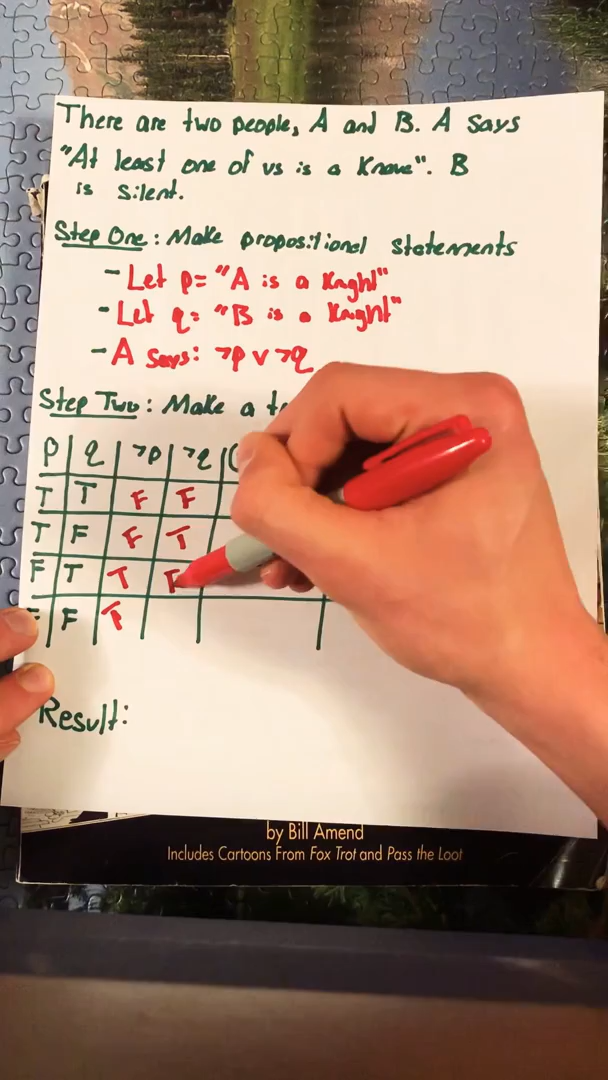 There are two people, A and B. A says
"At least one of us is a Knave". B
is silent.
Step One: Make propositional statements
- Let p= "A is a Knght"
- Let q= "B is a Knght"
- A says: ¬p v ¬q
Step Two: Make a
p q ¬p ¬q (
T T F F
T F F T
F T T F
F F T
Result:
by Bill Amend
Includes Cartoons From Fox Trot and Pass the Loot